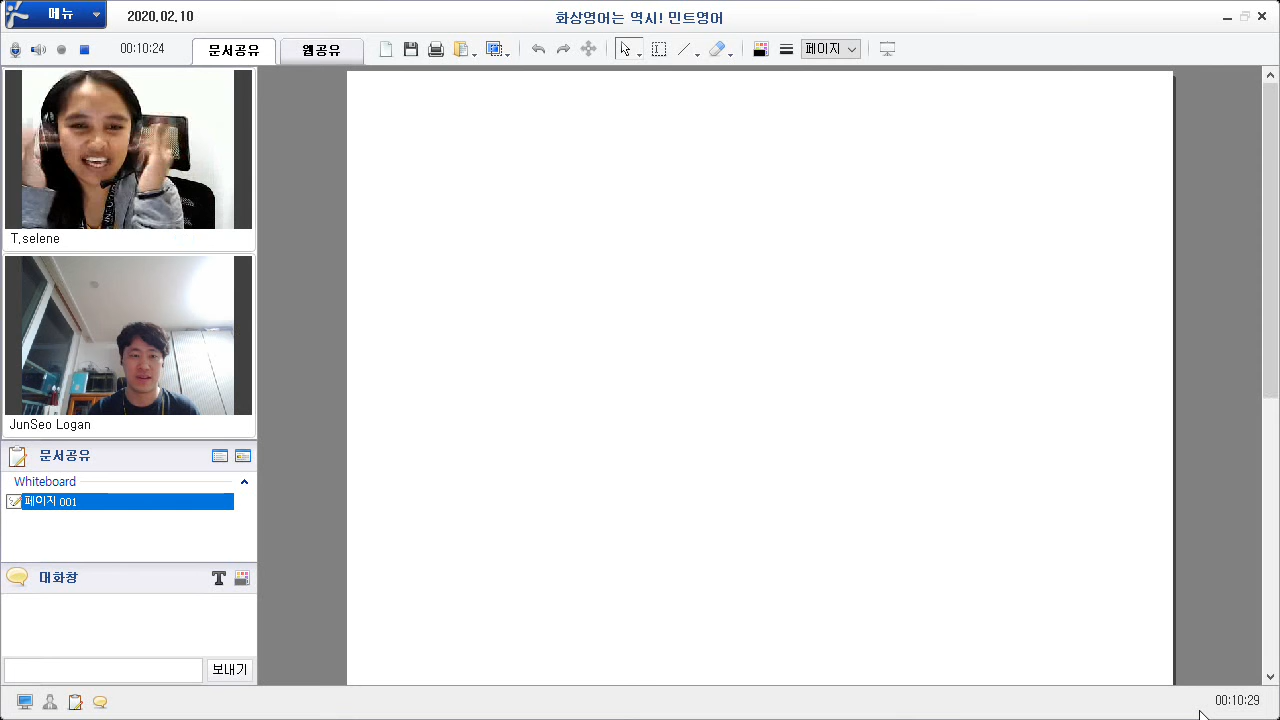 메뉴
2020.02.10
화상영어는 역시! 민트영어
00:10:24
문서공유
웹공유
페이지
T.selene
JunSeo Logan
문서공유
Whiteboard
페이지 001
대화창
T
보내기
00:10:29